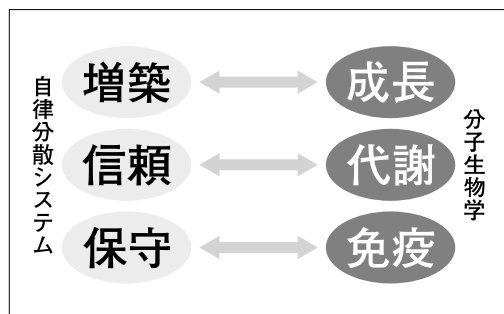 自律分散システム
増築
成長
信頼
代謝
保守
免疫
分子生物学